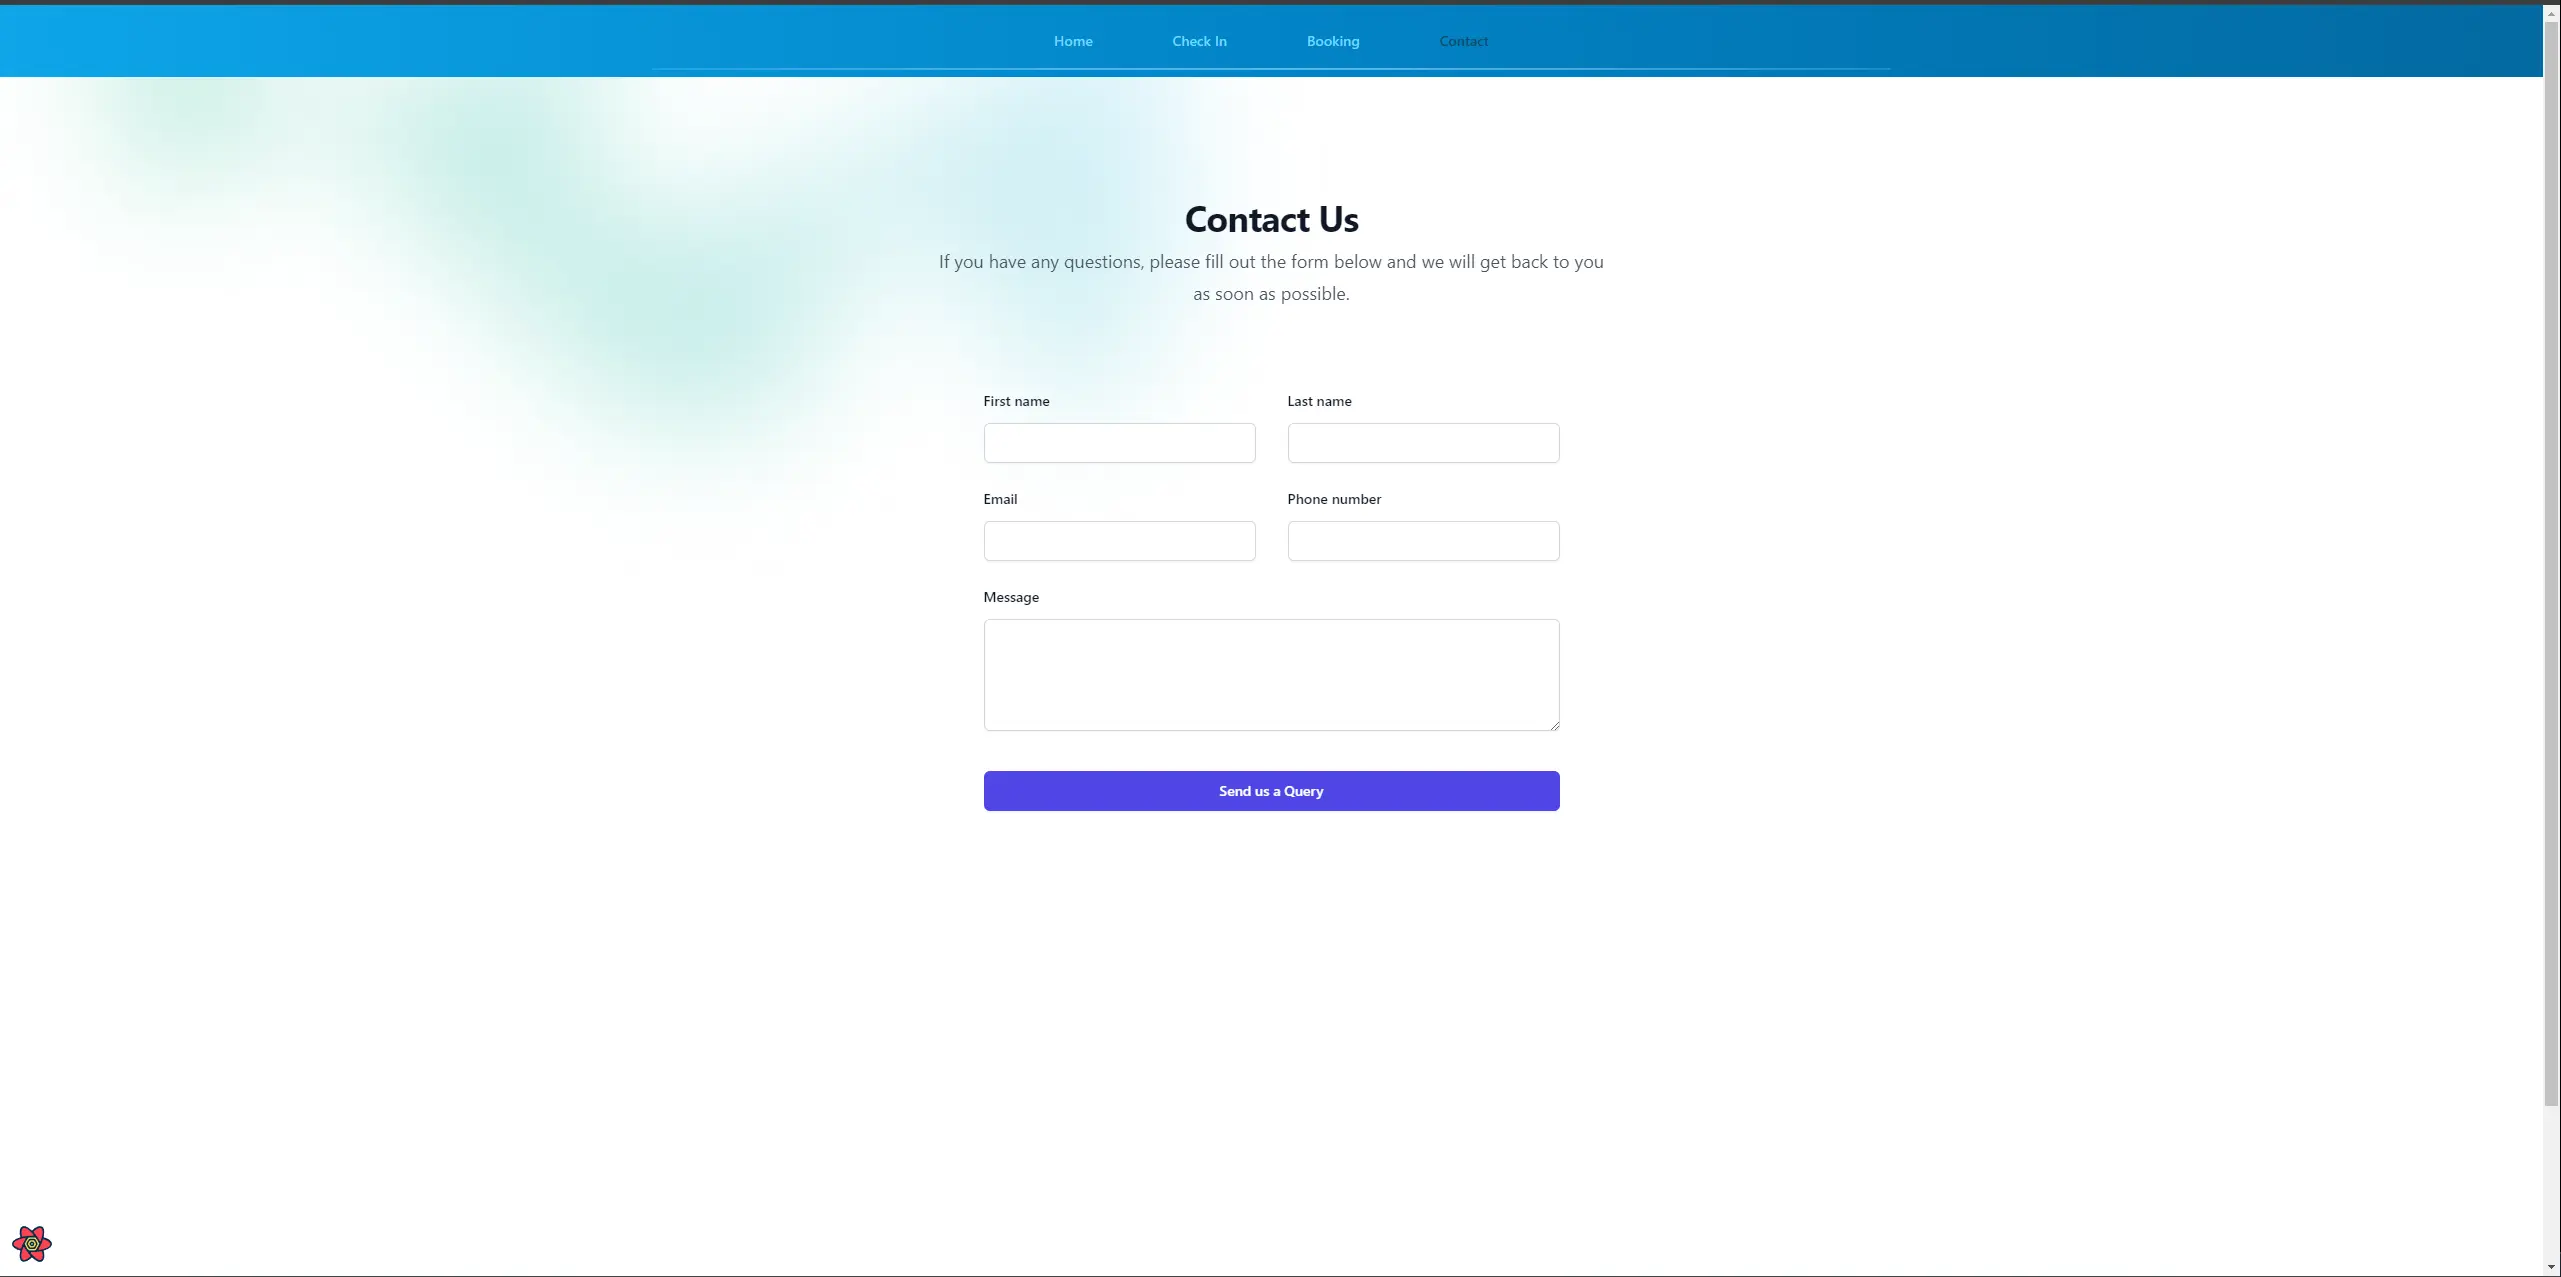 Home Check In Booking Contact
Contact Us
If you have any questions, please fill out the form below and we will get back to you
as soon as possible.
First name Last name
Email Phone number
Message
Send us a Query